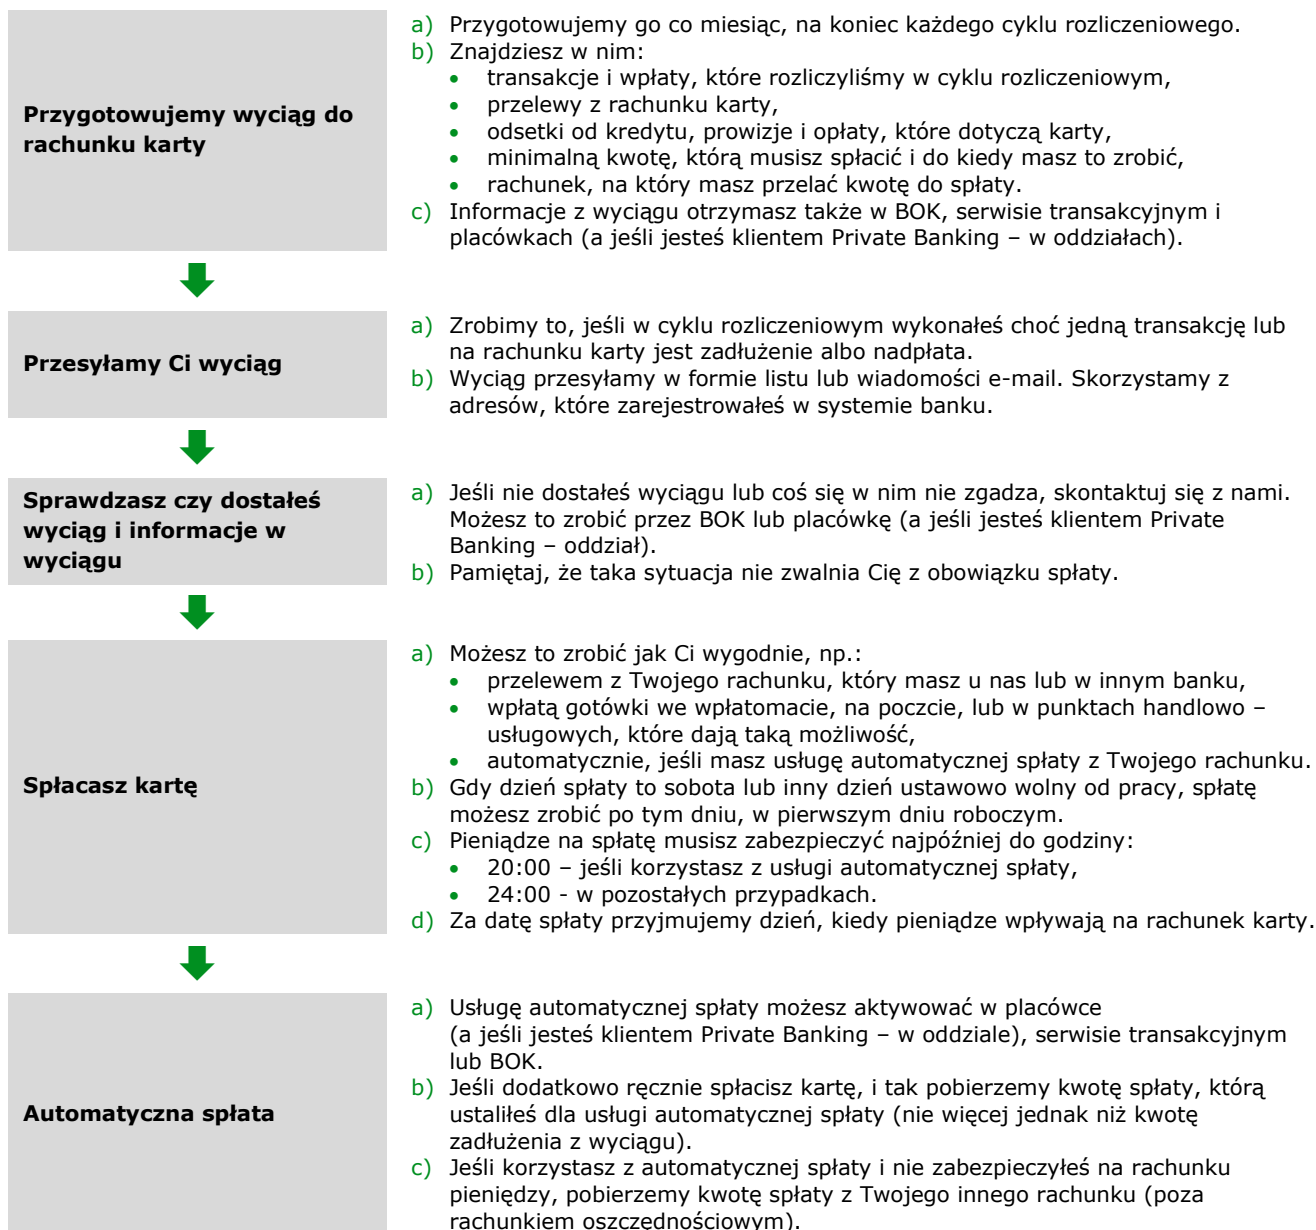 Przygotowujemy wyciąg do
rachunku karty
a) Przygotowujemy go co miesiąc, na koniec każdego cyklu rozliczeniowego.
b) Znajdziesz w nim:
• transakcje i wpłaty, które rozliczyliśmy w cyklu rozliczeniowym,
• przelewy z rachunku karty,
• odsetki od kredytu, prowizje i opłaty, które dotyczą karty,
• minimalną kwotę, którą musisz spłacić i do kiedy masz to zrobić,
• rachunek, na który masz przelać kwotę do spłaty.
c) Informacje z wyciągu otrzymasz także w BOK, serwisie transakcyjnym i
placówkach (a jeśli jesteś klientem Private Banking – w oddziałach).
Przesyłamy Ci wyciąg
a) Zrobimy to, jeśli w cyklu rozliczeniowym wykonałeś choć jedną transakcję lub
na rachunku karty jest zadłużenie albo nadpłata.
b) Wyciąg przesyłamy w formie listu lub wiadomości e-mail. Skorzystamy z
adresów, które zarejestrowałeś w systemie banku.
Sprawdzasz czy dostałeś
wyciąg i informacje w
wyciągu
a) Jeśli nie dostałeś wyciągu lub coś się w nim nie zgadza, skontaktuj się z nami.
Możesz to zrobić przez BOK lub placówkę (a jeśli jesteś klientem Private
Banking – oddział).
b) Pamiętaj, że taka sytuacja nie zwalnia Cię z obowiązku spłaty.
Spłacasz kartę
a) Możesz to zrobić jak Ci wygodnie, np.:
• przelewem z Twojego rachunku, który masz u nas lub w innym banku,
• wpłatą gotówki we wpłatomacie, na poczcie, lub w punktach handlowo –
usługowych, które dają taką możliwość,
• automatycznie, jeśli masz usługę automatycznej spłaty z Twojego rachunku.
b) Gdy dzień spłaty to sobota lub inny dzień ustawowo wolny od pracy, spłatę
możesz zrobić po tym dniu, w pierwszym dniu roboczym.
c) Pieniądze na spłatę musisz zabezpieczyć najpóźniej do godziny:
• 20:00 – jeśli korzystasz z usługi automatycznej spłaty,
• 24:00 - w pozostałych przypadkach.
d) Za datę spłaty przyjmujemy dzień, kiedy pieniądze wpływają na rachunek karty.
Automatyczna spłata
a) Usługę automatycznej spłaty możesz aktywować w placówce
(a jeśli jesteś klientem Private Banking – w oddziale), serwisie transakcyjnym
lub BOK.
b) Jeśli dodatkowo ręcznie spłacisz kartę, i tak pobierzemy kwotę spłaty, którą
ustaliłeś dla usługi automatycznej spłaty (nie więcej jednak niż kwotę
zadłużenia z wyciągu).
c) Jeśli korzystasz z automatycznej spłaty i nie zabezpieczyłeś na rachunku
pieniędzy, pobierzemy kwotę spłaty z Twojego innego rachunku (poza
rachunkiem oszczędnościowym).